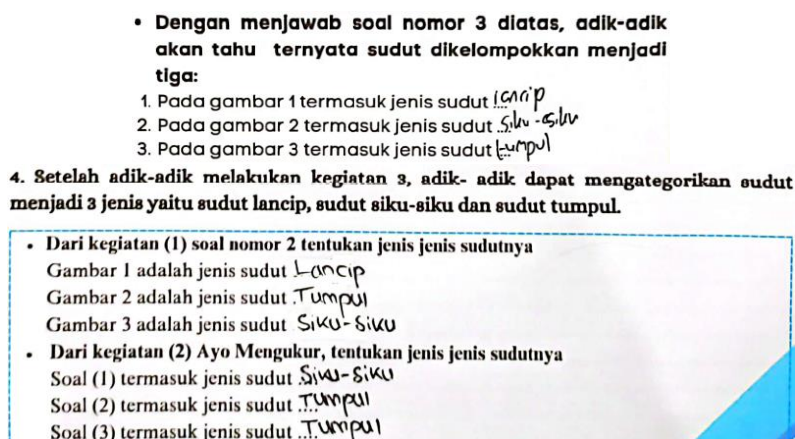 • Dengan menjawab soal nomor 3 diatas, adik-adik
akan tahu ternyata sudut dikelompokkan menjadi
tiga:
1. Pada gambar 1 termasuk jenis sudut lancip
2. Pada gambar 2 termasuk jenis sudut siku-siku
3. Pada gambar 3 termasuk jenis sudut tumpul
4. Setelah adik-adik melakukan kegiatan 3, adik- adik dapat mengategorikan sudut
menjadi 3 jenis yaitu sudut lancip, sudut siku-siku dan sudut tumpul.
• Dari kegiatan (1) soal nomor 2 tentukan jenis jenis sudutnya
Gambar 1 adalah jenis sudut Lancip
Gambar 2 adalah jenis sudut .Tumpul
Gambar 3 adalah jenis sudut Siku-Siku
• Dari kegiatan (2) Ayo Mengukur, tentukan jenis jenis sudutnya
Soal (1) termasuk jenis sudut .Siku-Siku
Soal (2) termasuk jenis sudut ...Tumpul
Soal (3) termasuk jenis sudut ...Tumpul